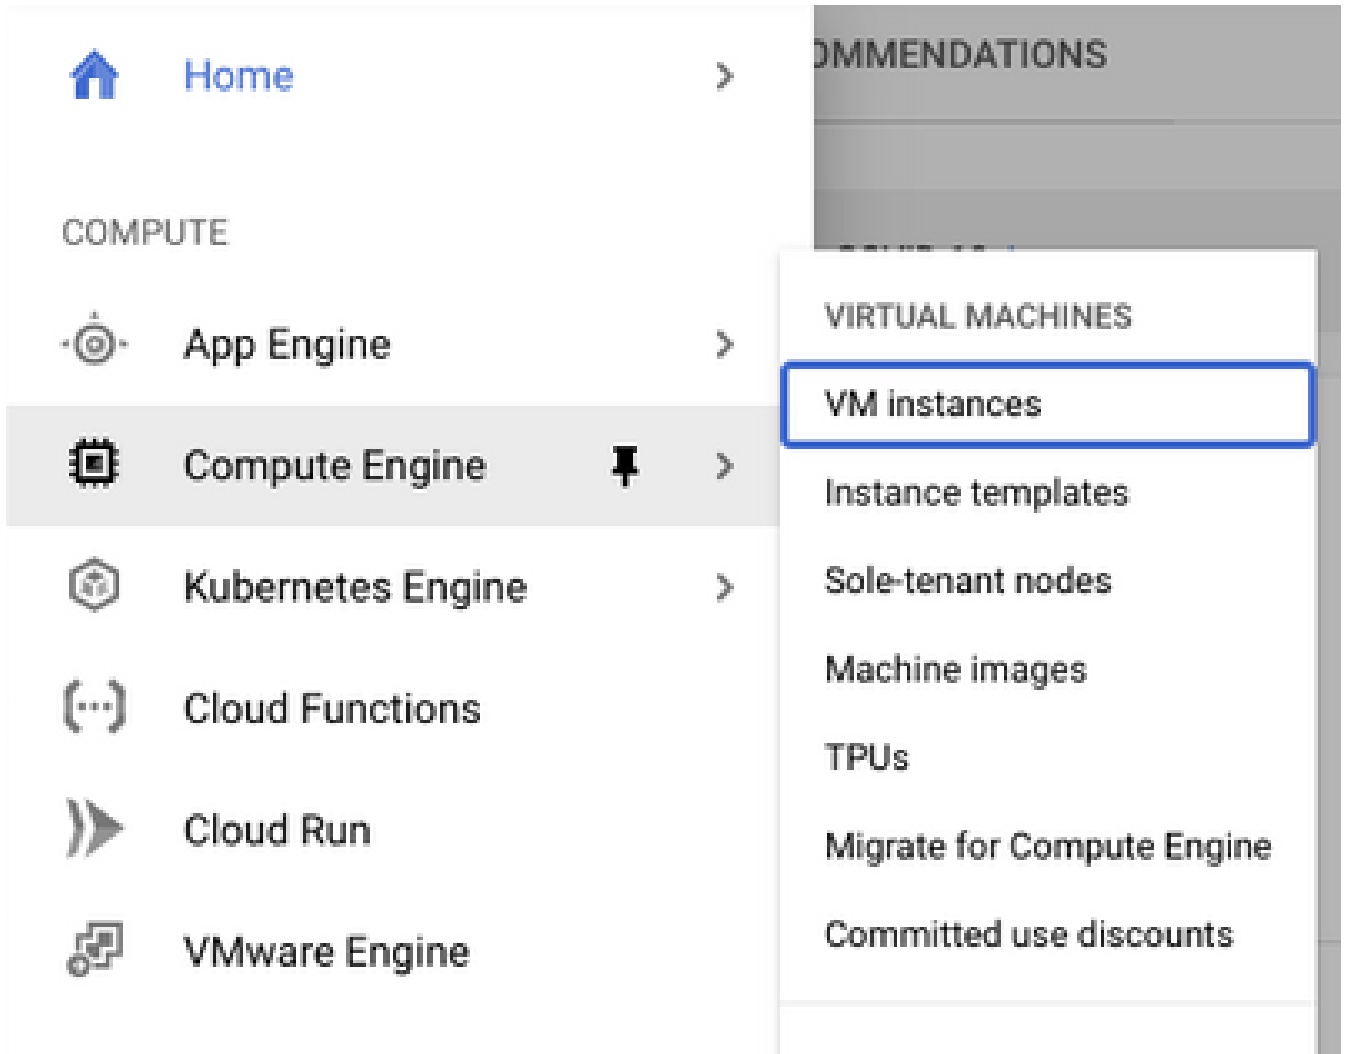 Home
OMMENDATIONS
COMPUTE
App Engine
Compute Engine
Kubernetes Engine
Cloud Functions
Cloud Run
VMware Engine
VIRTUAL MACHINES
VM instances
Instance templates
Sole-tenant nodes
Machine images
TPUs
Migrate for Compute Engine
Committed use discounts